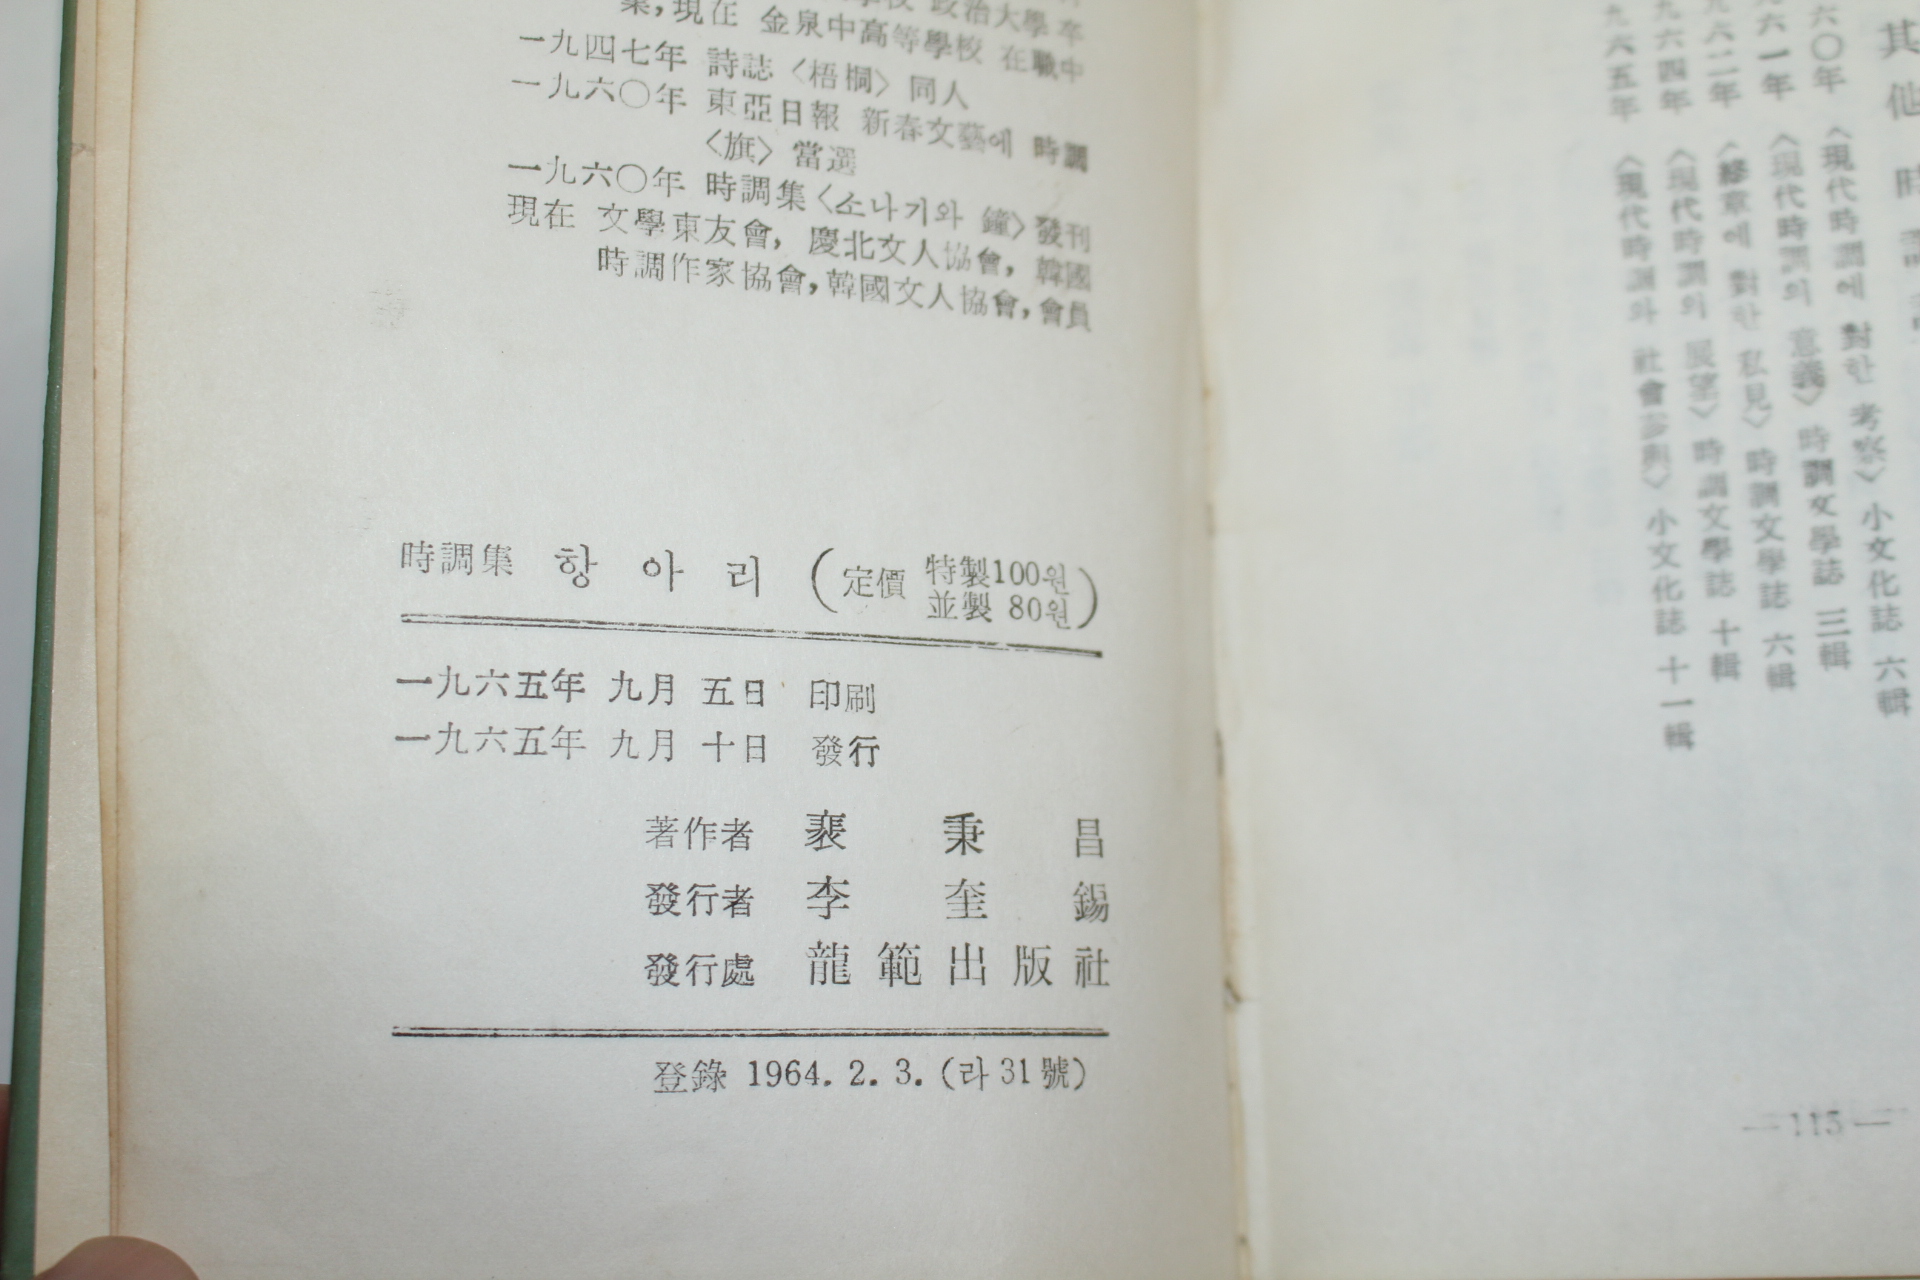 政治大學 卒
業, 現在 金泉中高等學校 在職中
一九四七年 詩誌 〈梧桐〉 同人
一九六〇年 東亞日報 新春文藝에 時調
〈旗〉 當選
一九六〇年 時調集〈소나기와 鐘〉發刊
現在 文學東友會, 慶北文人協會, 韓國
時調作家協會, 韓國文人協會, 會員
時調集 항아리 (定價 特製100원
並製 80원)
一九六五年 九月 五日 印刷
一九六五年 九月 十日 發行
著作者 裵秉昌
發行者 李奎錫
發行處 龍範出版社
登錄 1964. 2. 3. (라 31號)
其他 時
六〇年 〈現代時調에 對한 考察〉 小文化誌 六輯
六一年 〈現代時調의 意義〉 時調文學誌 三輯
九六二年 章에 對한 私見〉 時調文學誌 六輯
九六四年 〈現代時調의 展望〉 時調文學誌 十輯
九六五年 〈現代時調와 社會參與〉 小文化誌 十一輯
—115—